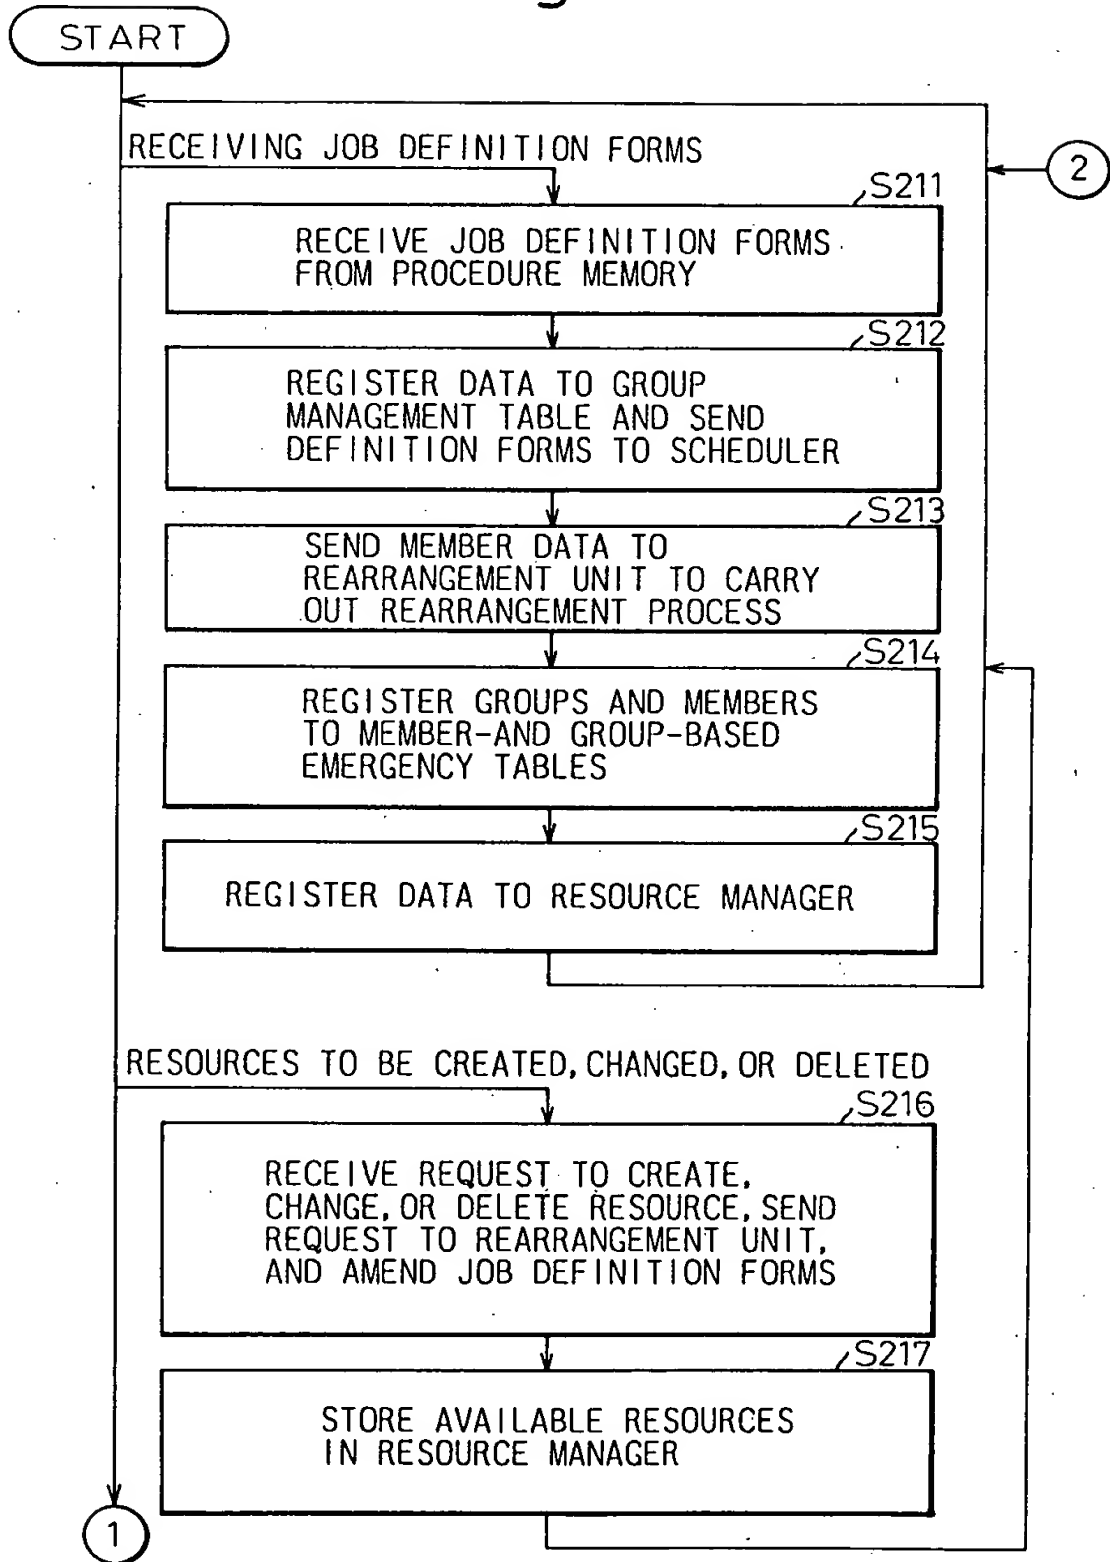 START
RECEIVING JOB DEFINITION FORMS
2
S211
RECEIVE JOB DEFINITION FORMS
FROM PROCEDURE MEMORY
S212
REGISTER DATA TO GROUP
MANAGEMENT TABLE AND SEND
DEFINITION FORMS TO SCHEDULER
S213
SEND MEMBER DATA TO
REARRANGEMENT UNIT TO CARRY
OUT REARRANGEMENT PROCESS
S214
REGISTER GROUPS AND MEMBERS
TO MEMBER-AND GROUP-BASED
EMERGENCY TABLES
S215
REGISTER DATA TO RESOURCE MANAGER
RESOURCES TO BE CREATED, CHANGED, OR DELETED
S216
RECEIVE REQUEST TO CREATE,
CHANGE, OR DELETE RESOURCE, SEND
REQUEST TO REARRANGEMENT UNIT,
AND AMEND JOB DEFINITION FORMS
S217
STORE AVAILABLE RESOURCES
IN RESOURCE MANAGER
1